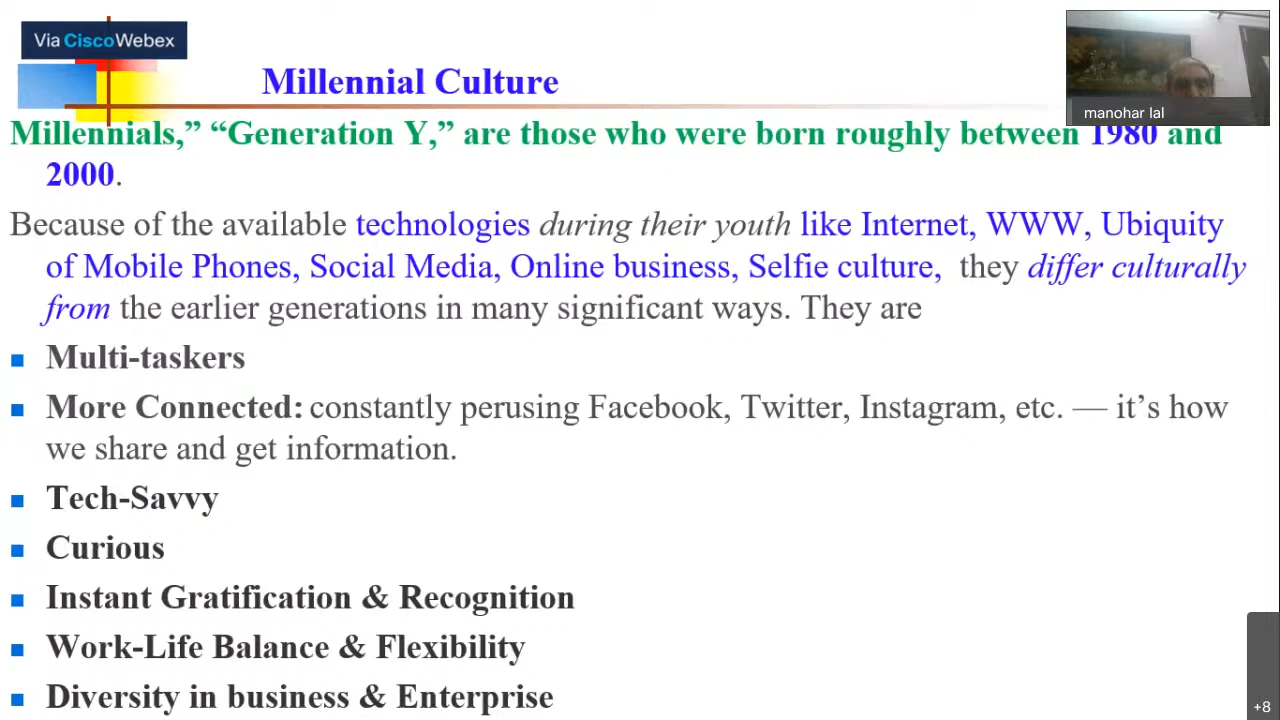 Via Cisco Webex
Millennial Culture
manohar lal
Millennials,” “Generation Y,” are those who were born roughly between 1980 and
2000.
Because of the available technologies during their youth like Internet, WWW, Ubiquity
of Mobile Phones, Social Media, Online business, Selfie culture, they differ culturally
from the earlier generations in many significant ways. They are
Multi-taskers
More Connected: constantly perusing Facebook, Twitter, Instagram, etc. — it’s how
we share and get information.
Tech-Savvy
Curious
Instant Gratification & Recognition
Work-Life Balance & Flexibility
Diversity in business & Enterprise
+8